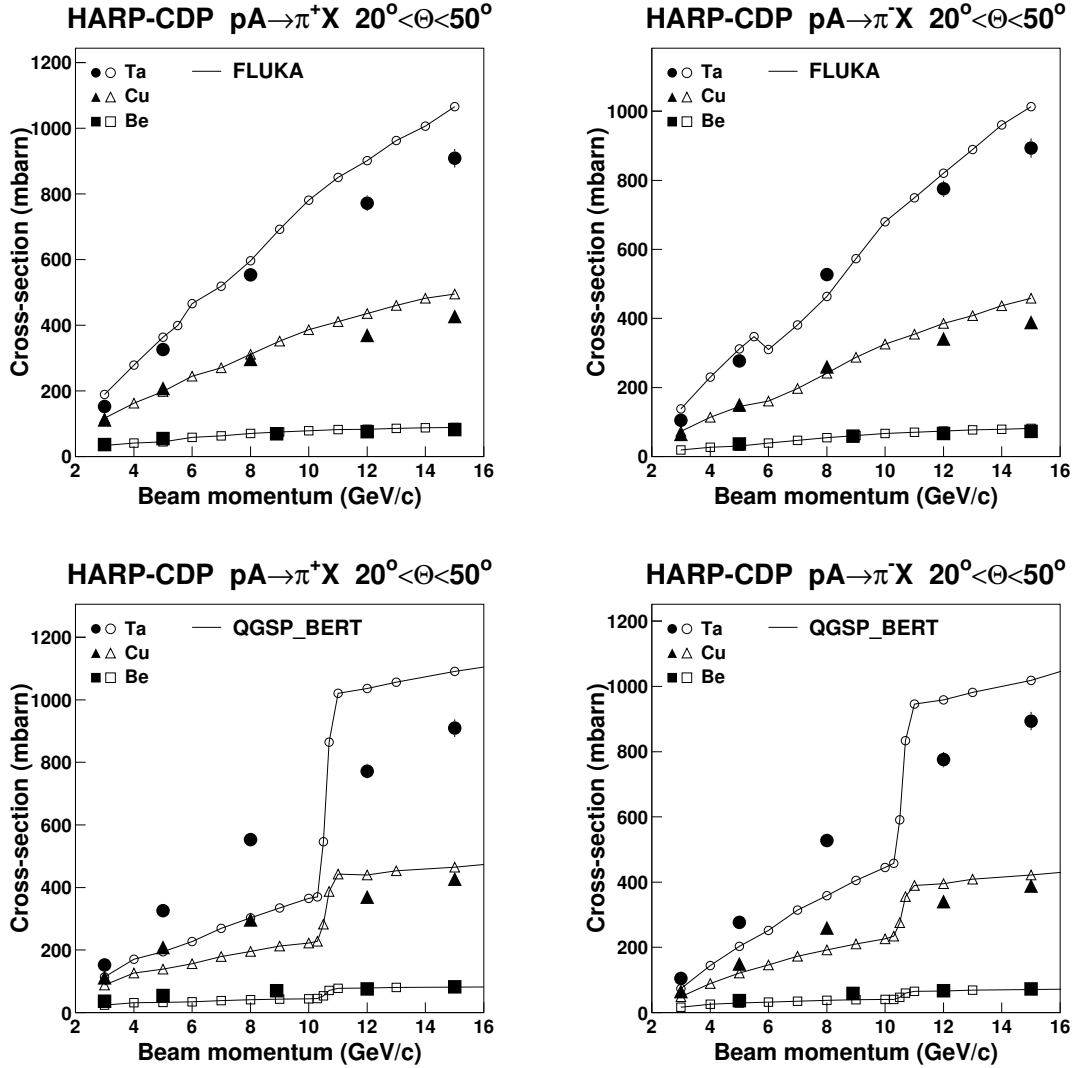 HARP-CDP pA→π⁺X 20°<Θ<50°
1200
1000
800
600
400
200
0
Cross-section (mbarn)
Ta
Cu
Be
FLUKA
2 4 6 8 10 12 14 16
Beam momentum (GeV/c)
HARP-CDP pA→π⁻X 20°<Θ<50°
1000
800
600
400
200
0
Cross-section (mbarn)
Ta
Cu
Be
FLUKA
2 4 6 8 10 12 14 16
Beam momentum (GeV/c)
HARP-CDP pA→π⁺X 20°<Θ<50°
1200
1000
800
600
400
200
0
Cross-section (mbarn)
Ta
Cu
Be
QGSP_BERT
2 4 6 8 10 12 14 16
Beam momentum (GeV/c)
HARP-CDP pA→π⁻X 20°<Θ<50°
1200
1000
800
600
400
200
0
Cross-section (mbarn)
Ta
Cu
Be
QGSP_BERT
2 4 6 8 10 12 14 16
Beam momentum (GeV/c)